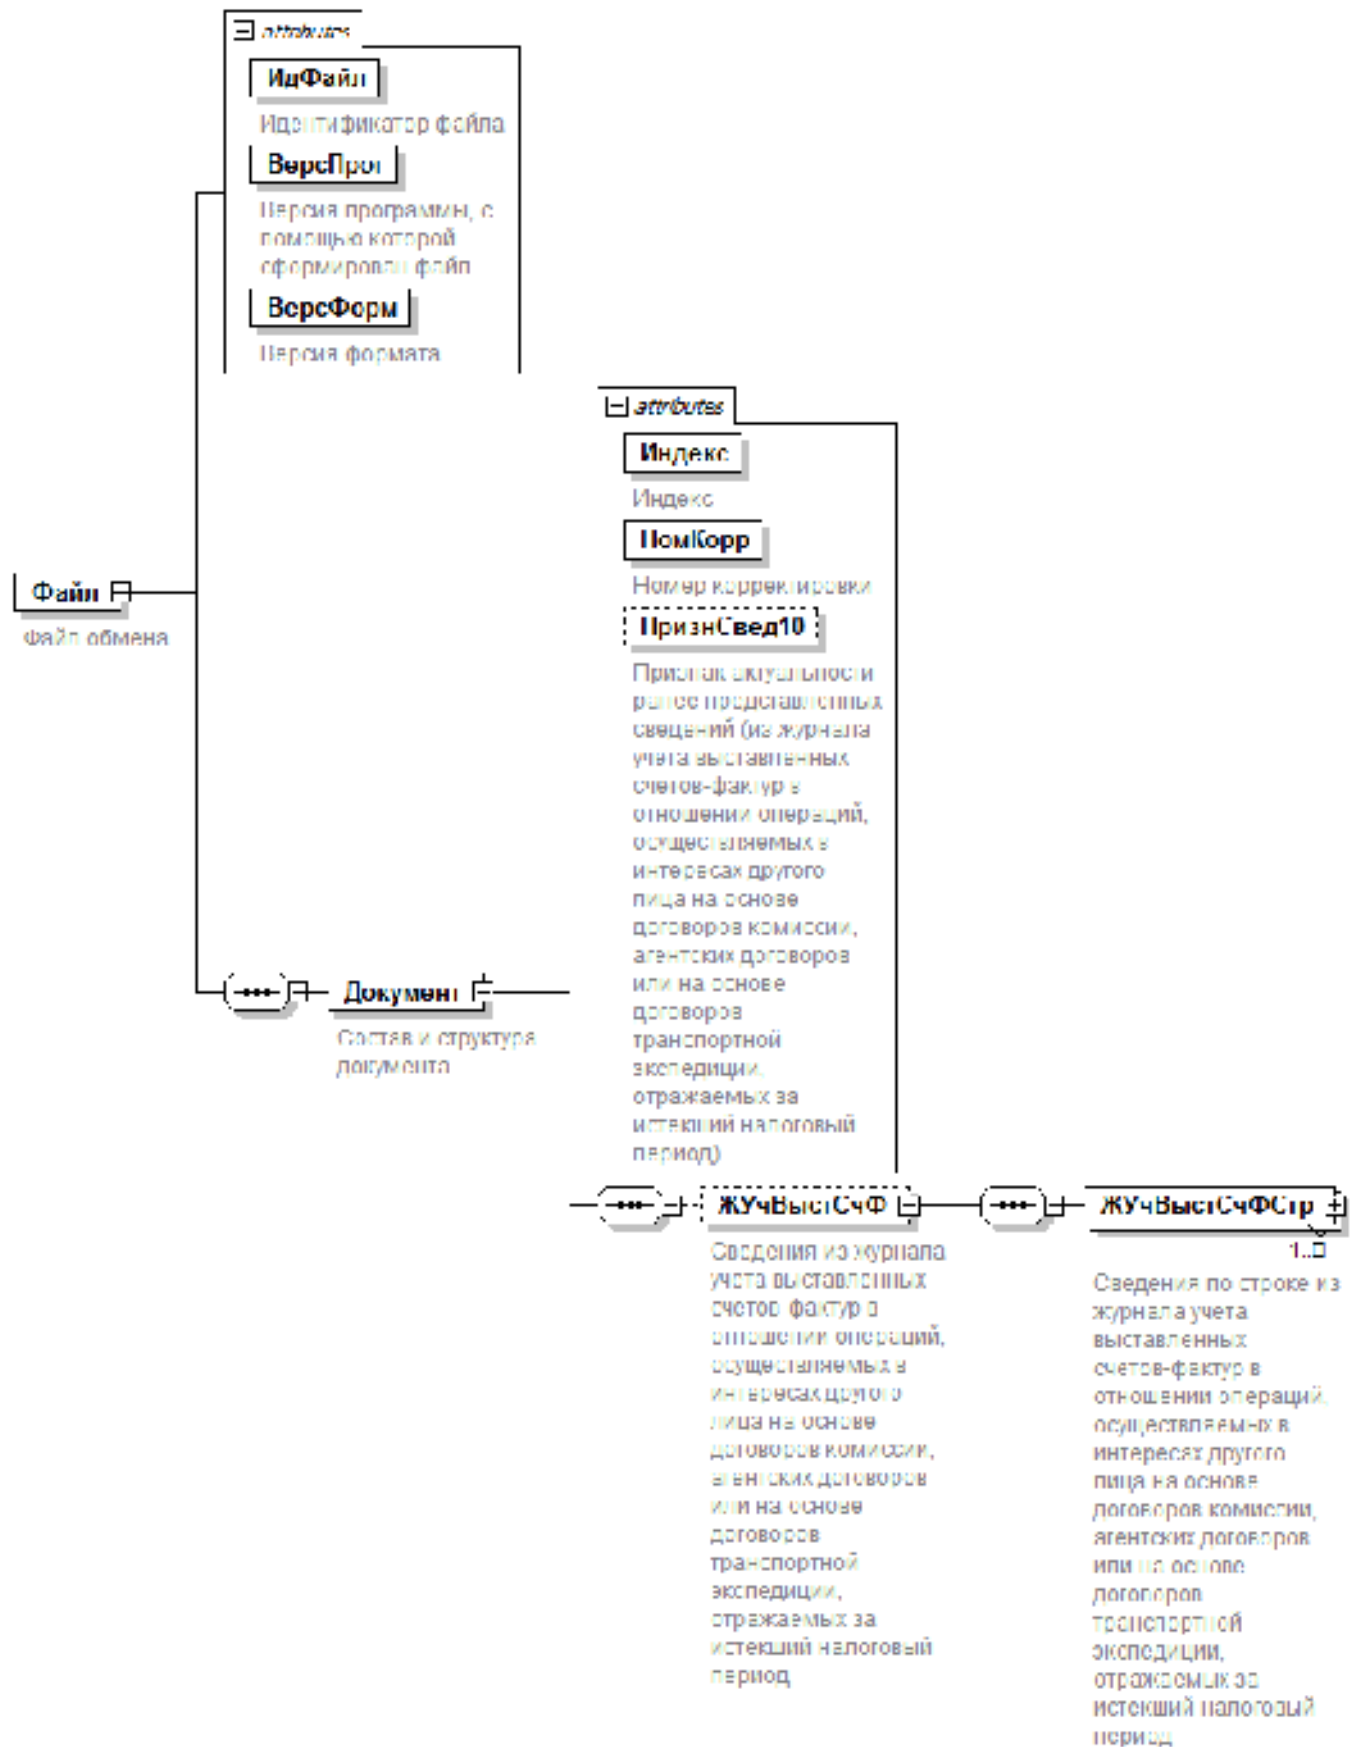 attributes
ИдФайл
Идентификатор файла
ВерсПрог
Версия программы, с
помощью которой
сформирован файл
ВерсФорм
Версия формата
attributes
Индекс
Индекс
НомКорр
Номер корректировки
ПризнСвед10
Признак актуальности
ранее представленных
сведений (из журнала
учета выставленных
счетов-фактур в
отношении операций,
осуществляемых в
интересах другого
лица на основе
договоров комиссии,
агентских договоров
или на основе
договоров
транспортной
экспедиции,
отражаемых за
истекший налоговый
период)
Файл
Файл обмена
Документ
Состав и структура
документа
ЖУчВыстСчФ
Сведения из журнала
учета выставленных
счетов-фактур в
отношении операций,
осуществляемых в
интересах другого
лица на основе
договоров комиссии,
агентских договоров
или на основе
договоров
транспортной
экспедиции,
отражаемых за
истекший налоговый
период
ЖУчВыстСчФСтр
1..□
Сведения по строке из
журнала учета
выставленных
счетов-фактур в
отношении операций,
осуществляемых в
интересах другого
лица на основе
договоров комиссии,
агентских договоров
или на основе
договоров
транспортной
экспедиции,
отражаемых за
истекший налоговый
период